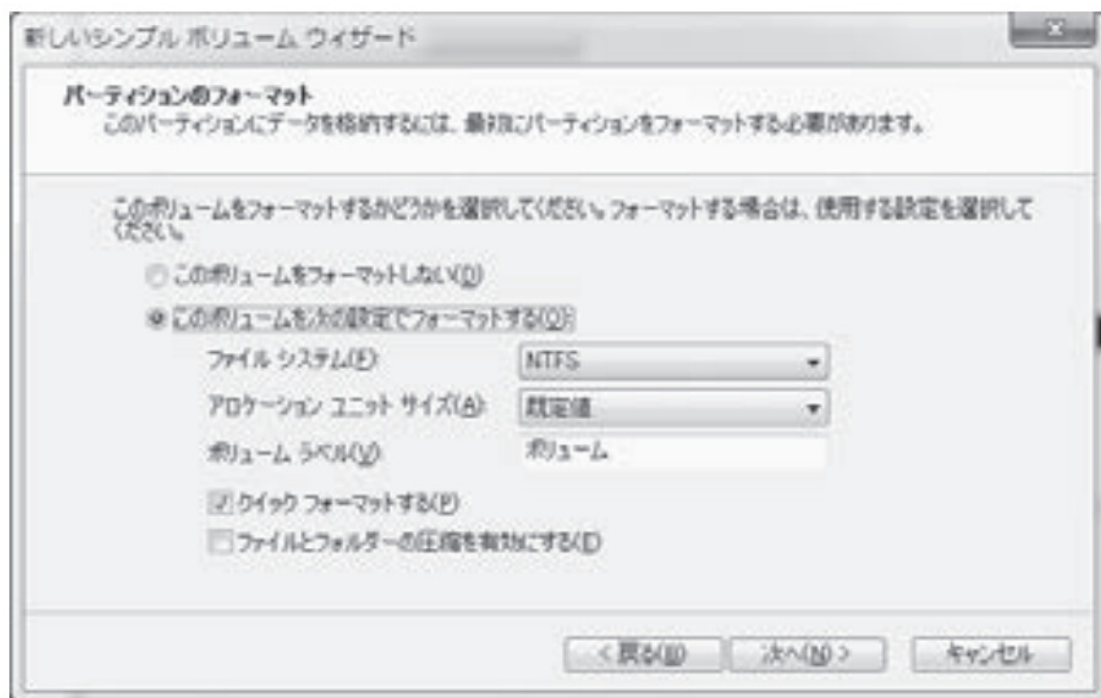 新しいシンプル ボリューム ウィザード
パーティションのフォーマット
このパーティションにデータを格納するには、最初にパーティションをフォーマットする必要があります。
このボリュームをフォーマットするかどうかを選択してください。フォーマットする場合は、使用する設定を選択して
ください。
このボリュームをフォーマットしない(D)
このボリュームを次の設定でフォーマットする(O):
ファイル システム(F): NTFS
アロケーション ユニット サイズ(A): 既定値
ボリューム ラベル(V): ボリューム
クイック フォーマットする(P)
ファイルとフォルダーの圧縮を有効にする(E)
< 戻る(B) 次へ(N) > キャンセル